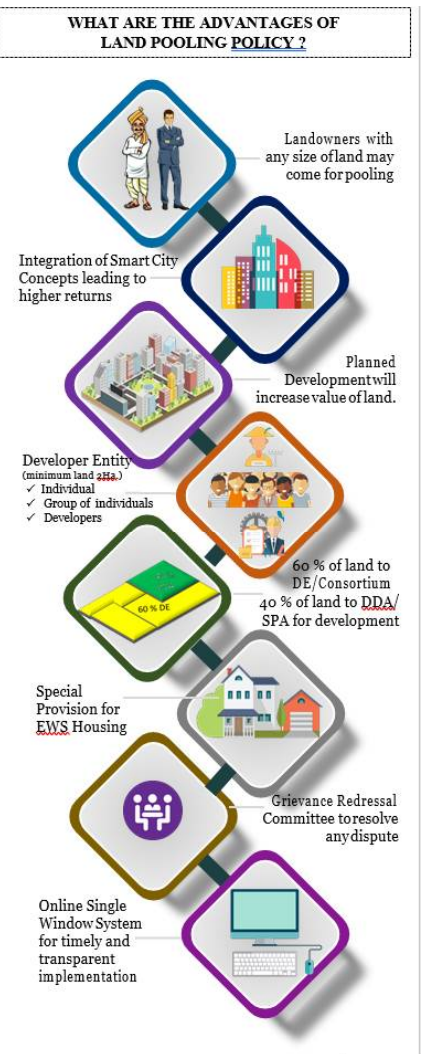 WHAT ARE THE ADVANTAGES OF
LAND POOLING POLICY ?
Landowners with
any size of land may
come for pooling
Integration of Smart City
Concepts leading to
higher returns
Planned
Development will
increase value of land.
Developer Entity
(minimum land 2Ha.)
✓ Individual
✓ Group of individuals
✓ Developers
60 % of land to
DE/Consortium
40 % of land to DDA/
SPA for development
60 % DE
Special
Provision for
EWS Housing
Grievance Redressal
Committee to resolve
any dispute
Online Single
Window System
for timely and
transparent
implementation